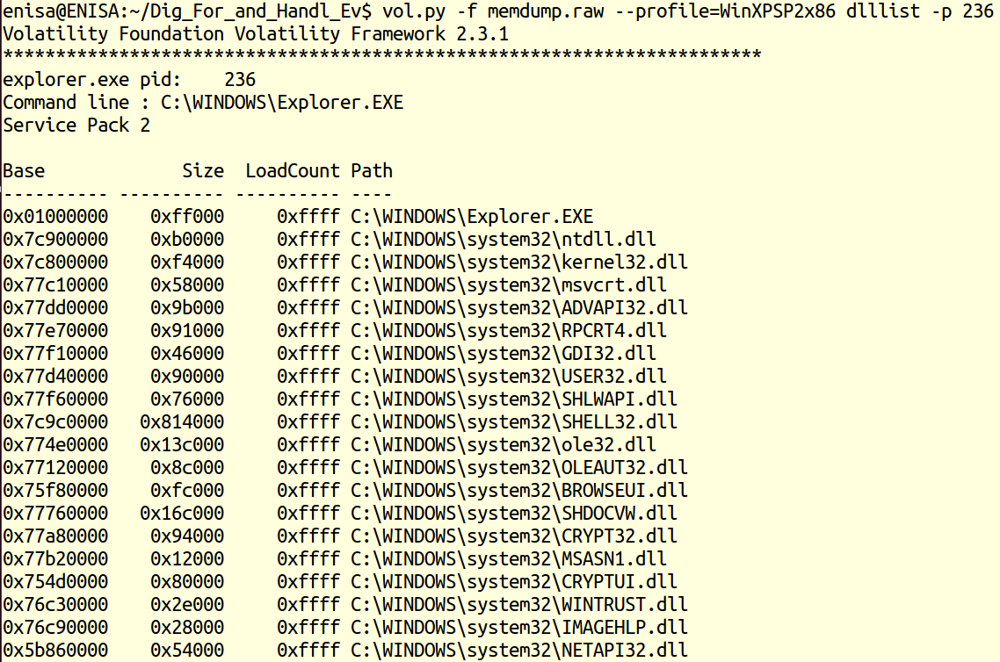 enisa@ENISA:~/Dig_For_and_Handl_Ev$ vol.py -f memdump.raw --profile=WinXPSP2x86 dlllist -p 236
Volatility Foundation Volatility Framework 2.3.1
************************************************************************
explorer.exe pid:    236
Command line : C:\WINDOWS\Explorer.EXE
Service Pack 2

Base             Size  LoadCount Path
---------- ---------- ---------- ----
0x01000000    0xff000     0xffff C:\WINDOWS\Explorer.EXE
0x7c900000    0xb0000     0xffff C:\WINDOWS\system32\ntdll.dll
0x7c800000    0xf4000     0xffff C:\WINDOWS\system32\kernel32.dll
0x77c10000    0x58000     0xffff C:\WINDOWS\system32\msvcrt.dll
0x77dd0000    0x9b000     0xffff C:\WINDOWS\system32\ADVAPI32.dll
0x77e70000    0x91000     0xffff C:\WINDOWS\system32\RPCRT4.dll
0x77f10000    0x46000     0xffff C:\WINDOWS\system32\GDI32.dll
0x77d40000    0x90000     0xffff C:\WINDOWS\system32\USER32.dll
0x77f60000    0x76000     0xffff C:\WINDOWS\system32\SHLWAPI.dll
0x7c9c0000   0x814000     0xffff C:\WINDOWS\system32\SHELL32.dll
0x774e0000   0x13c000     0xffff C:\WINDOWS\system32\ole32.dll
0x77120000    0x8c000     0xffff C:\WINDOWS\system32\OLEAUT32.dll
0x75f80000    0xfc000     0xffff C:\WINDOWS\system32\BROWSEUI.dll
0x77760000   0x16c000     0xffff C:\WINDOWS\system32\SHDOCVW.dll
0x77a80000    0x94000     0xffff C:\WINDOWS\system32\CRYPT32.dll
0x77b20000    0x12000     0xffff C:\WINDOWS\system32\MSASN1.dll
0x754d0000    0x80000     0xffff C:\WINDOWS\system32\CRYPTUI.dll
0x76c30000    0x2e000     0xffff C:\WINDOWS\system32\WINTRUST.dll
0x76c90000    0x28000     0xffff C:\WINDOWS\system32\IMAGEHLP.dll
0x5b860000    0x54000     0xffff C:\WINDOWS\system32\NETAPI32.dll